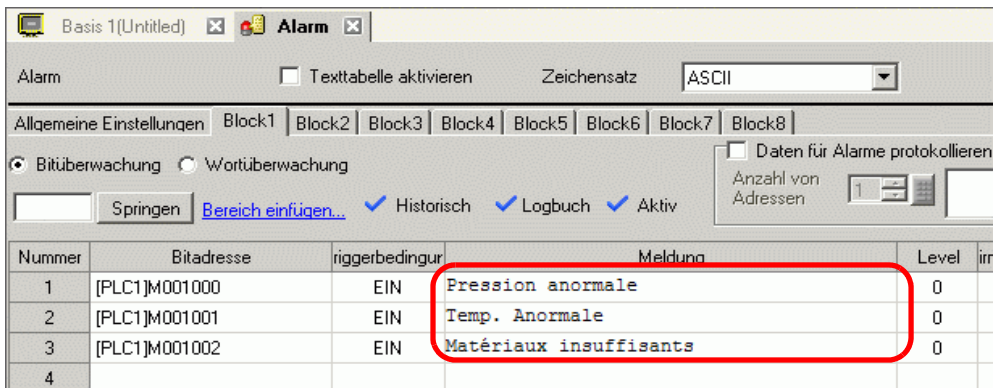 Basis 1(Untitled) Alarm
Alarm Texttabelle aktivieren Zeichensatz ASCII
Allgemeine Einstellungen Block1 Block2 Block3 Block4 Block5 Block6 Block7 Block8
Bitüberwachung Wortüberwachung Daten für Alarme protokollieren
Anzahl von Adressen 1
Springen Bereich einfügen... Historisch Logbuch Aktiv
Nummer Bitadresse riggerbedingur Meldung Level irn
1 [PLC1]M001000 EIN Pression anormale 0
2 [PLC1]M001001 EIN Temp. Anormale 0
3 [PLC1]M001002 EIN Matériaux insuffisants 0
4